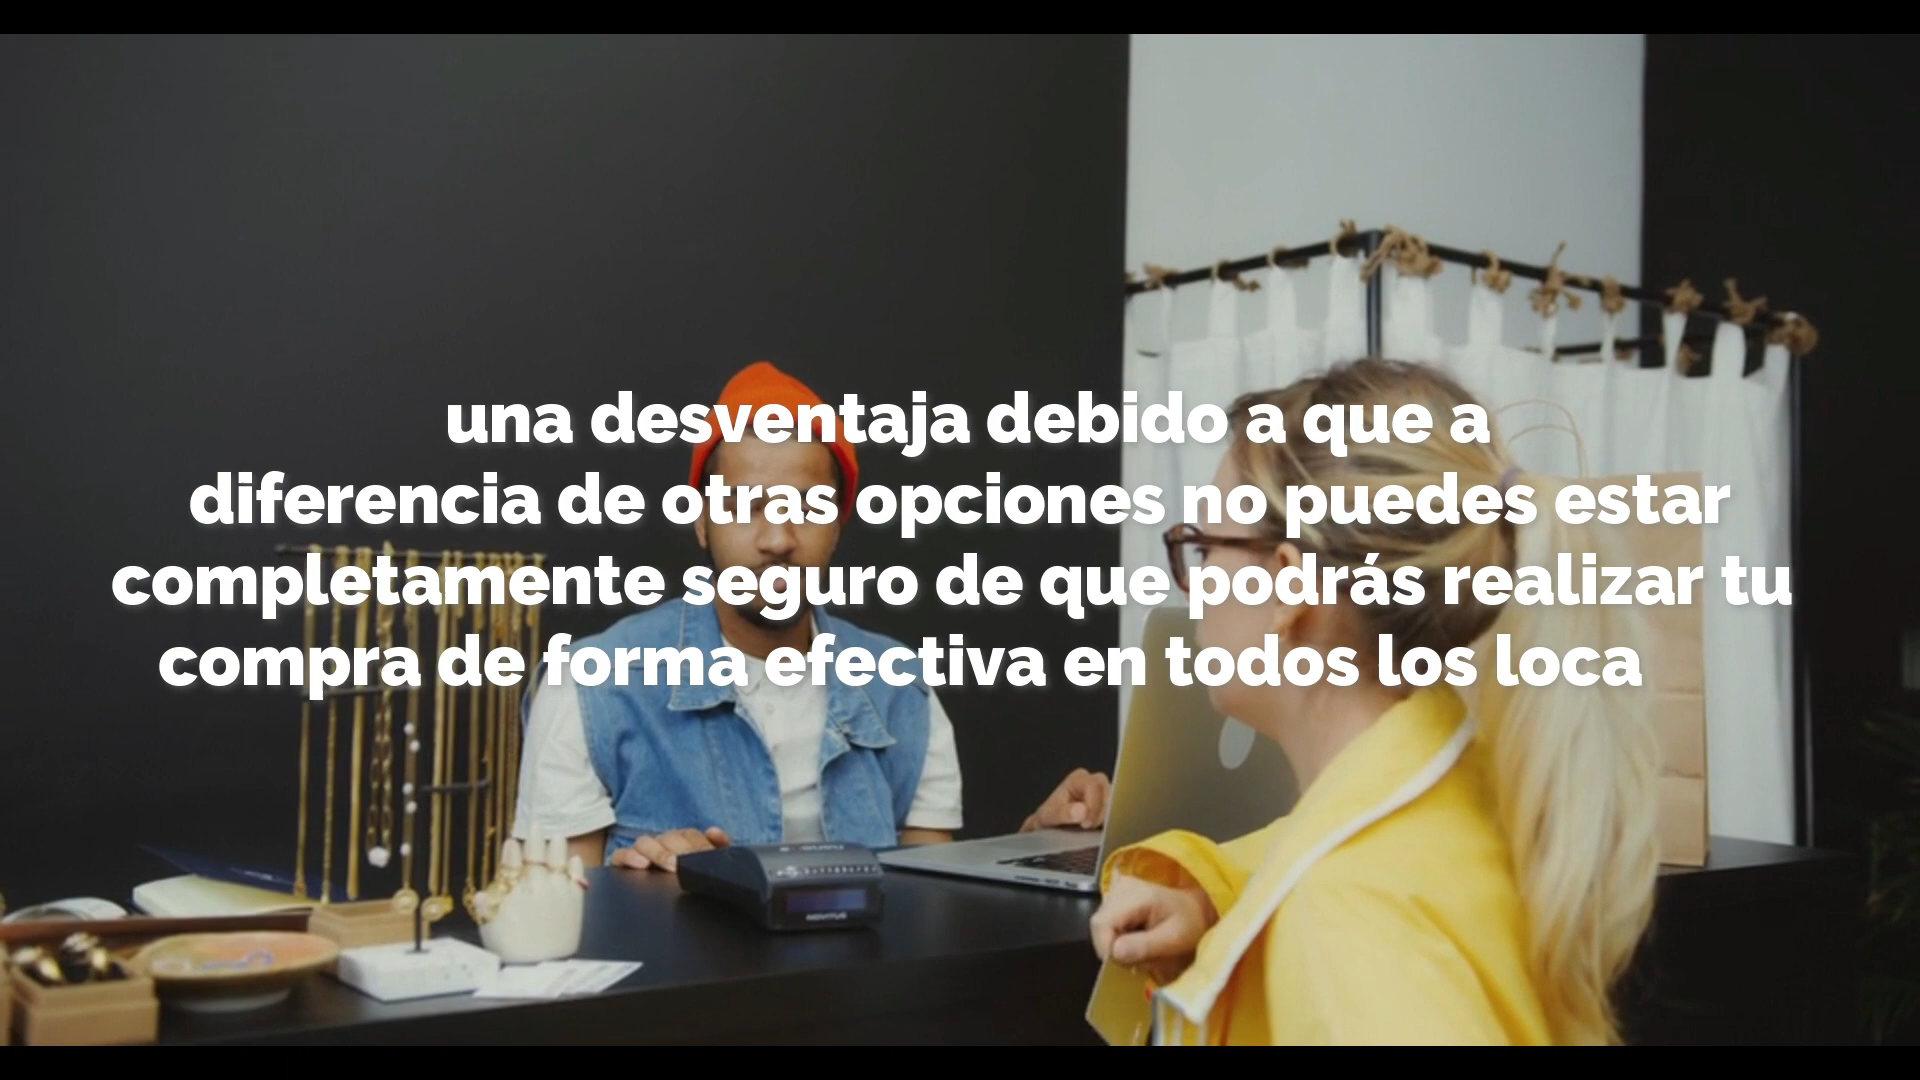 una desventaja debido a que a
diferencia de otras opciones no puedes estar
completamente seguro de que podrás realizar tu
compra de forma efectiva en todos los loca